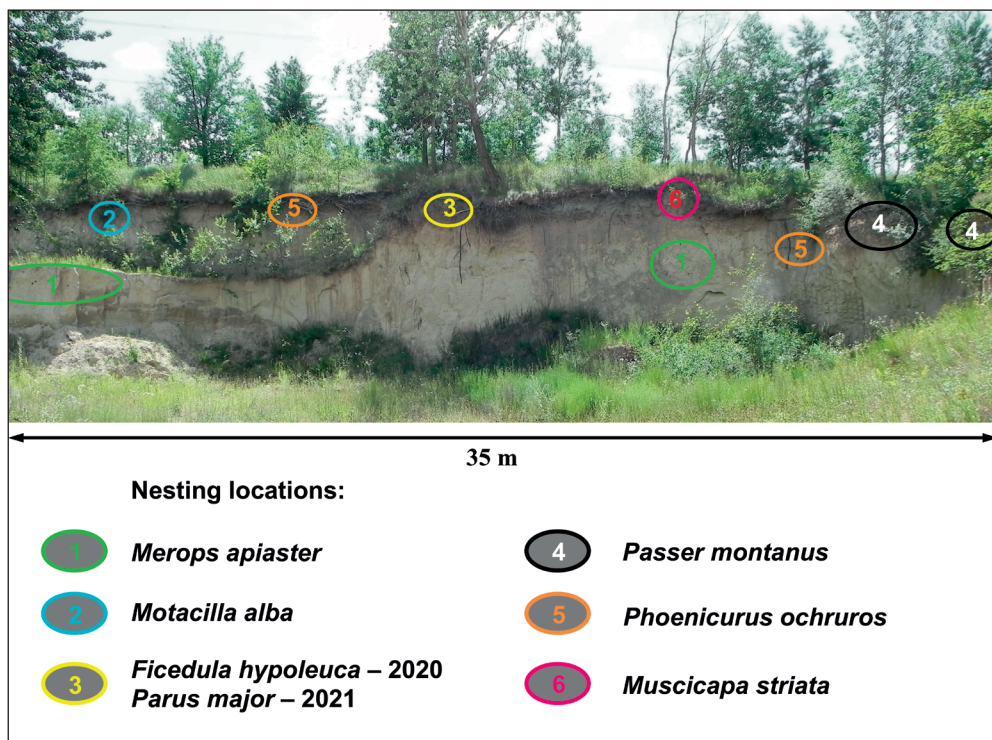 2
5
3
6
4
4
1
5
1
35 m
Nesting locations:
1 Merops apiaster
4 Passer montanus
2 Motacilla alba
5 Phoenicurus ochruros
3 Ficedula hypoleuca – 2020
Parus major – 2021
6 Muscicapa striata